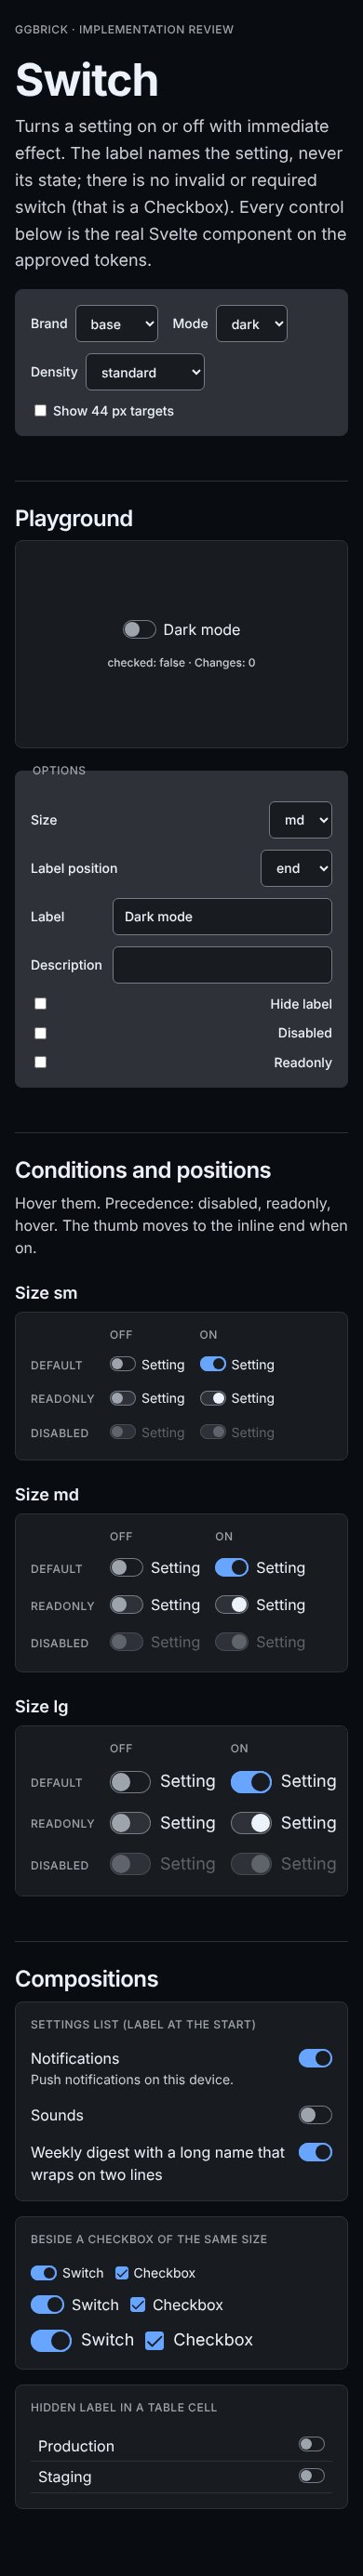 GGBRICK · IMPLEMENTATION REVIEW
Switch
Turns a setting on or off with immediate
effect. The label names the setting, never
its state; there is no invalid or required
switch (that is a Checkbox). Every control
below is the real Svelte component on the
approved tokens.
Brand base Mode dark
Density standard
Show 44 px targets
Playground
Dark mode
checked: false · Changes: 0
OPTIONS
Size md
Label position end
Label Dark mode
Description
Hide label
Disabled
Readonly
Conditions and positions
Hover them. Precedence: disabled, readonly,
hover. The thumb moves to the inline end when
on.
Size sm
OFF ON
DEFAULT Setting Setting
READONLY Setting Setting
DISABLED Setting Setting
Size md
OFF ON
DEFAULT Setting Setting
READONLY Setting Setting
DISABLED Setting Setting
Size lg
OFF ON
DEFAULT Setting Setting
READONLY Setting Setting
DISABLED Setting Setting
Compositions
SETTINGS LIST (LABEL AT THE START)
Notifications
Push notifications on this device.
Sounds
Weekly digest with a long name that
wraps on two lines
BESIDE A CHECKBOX OF THE SAME SIZE
Switch Checkbox
Switch Checkbox
Switch Checkbox
HIDDEN LABEL IN A TABLE CELL
Production
Staging